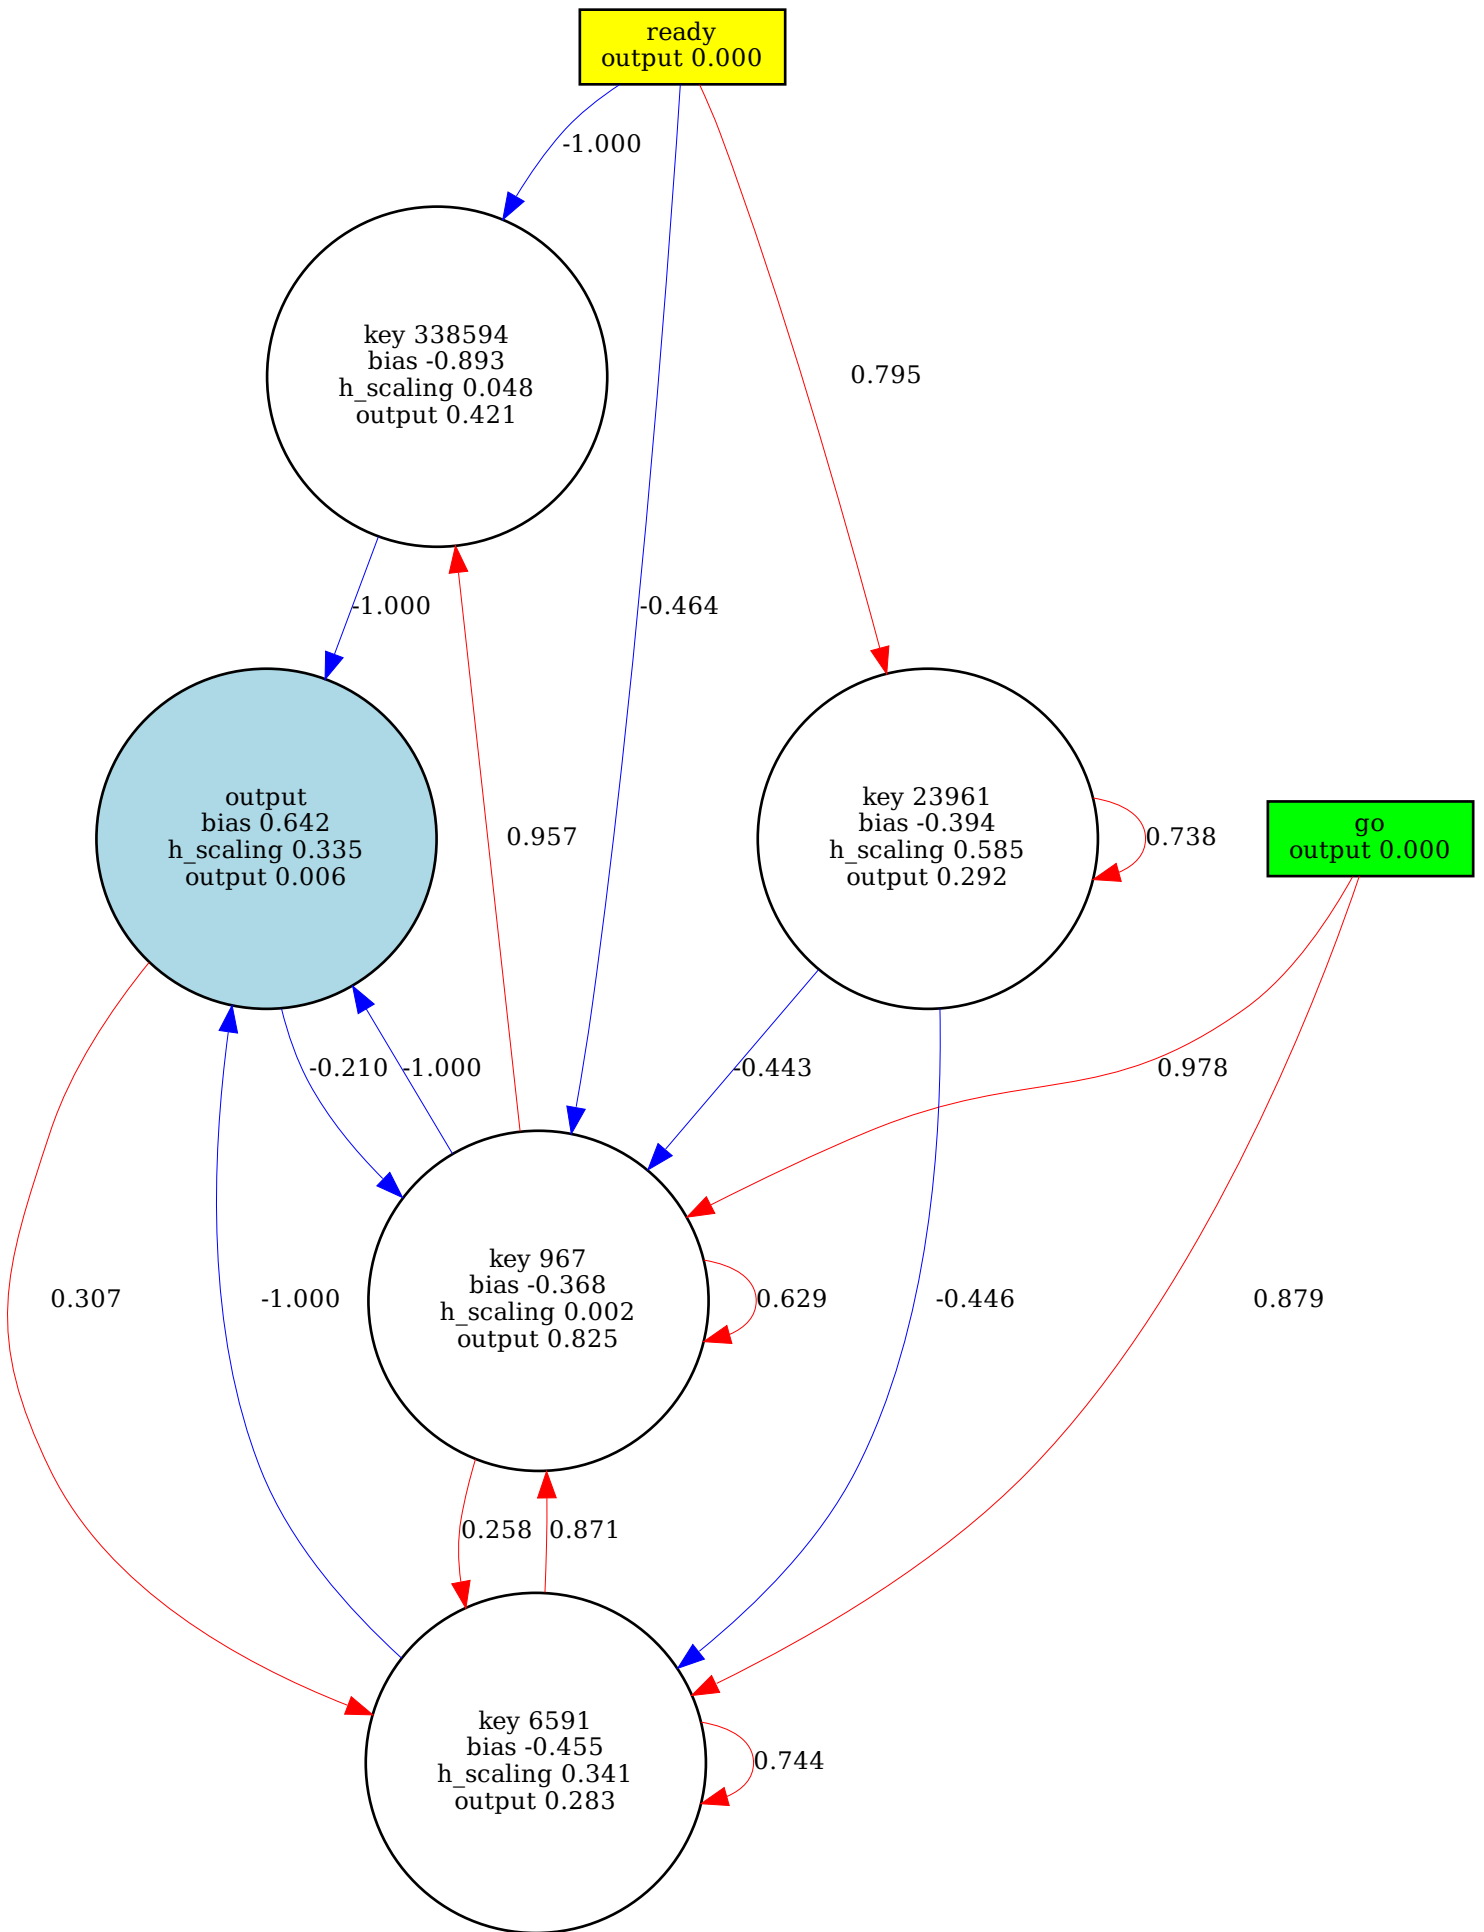 ready
output 0.000
-1.000
key 338594
bias -0.893
h_scaling 0.048
output 0.421
0.795
-1.000
-0.464
output
bias 0.642
h_scaling 0.335
output 0.006
0.957
key 23961
bias -0.394
h_scaling 0.585
output 0.292
0.738
go
output 0.000
-0.210
-1.000
-0.443
0.978
0.307
-1.000
key 967
bias -0.368
h_scaling 0.002
output 0.825
0.629
-0.446
0.879
0.258
0.871
key 6591
bias -0.455
h_scaling 0.341
output 0.283
0.744